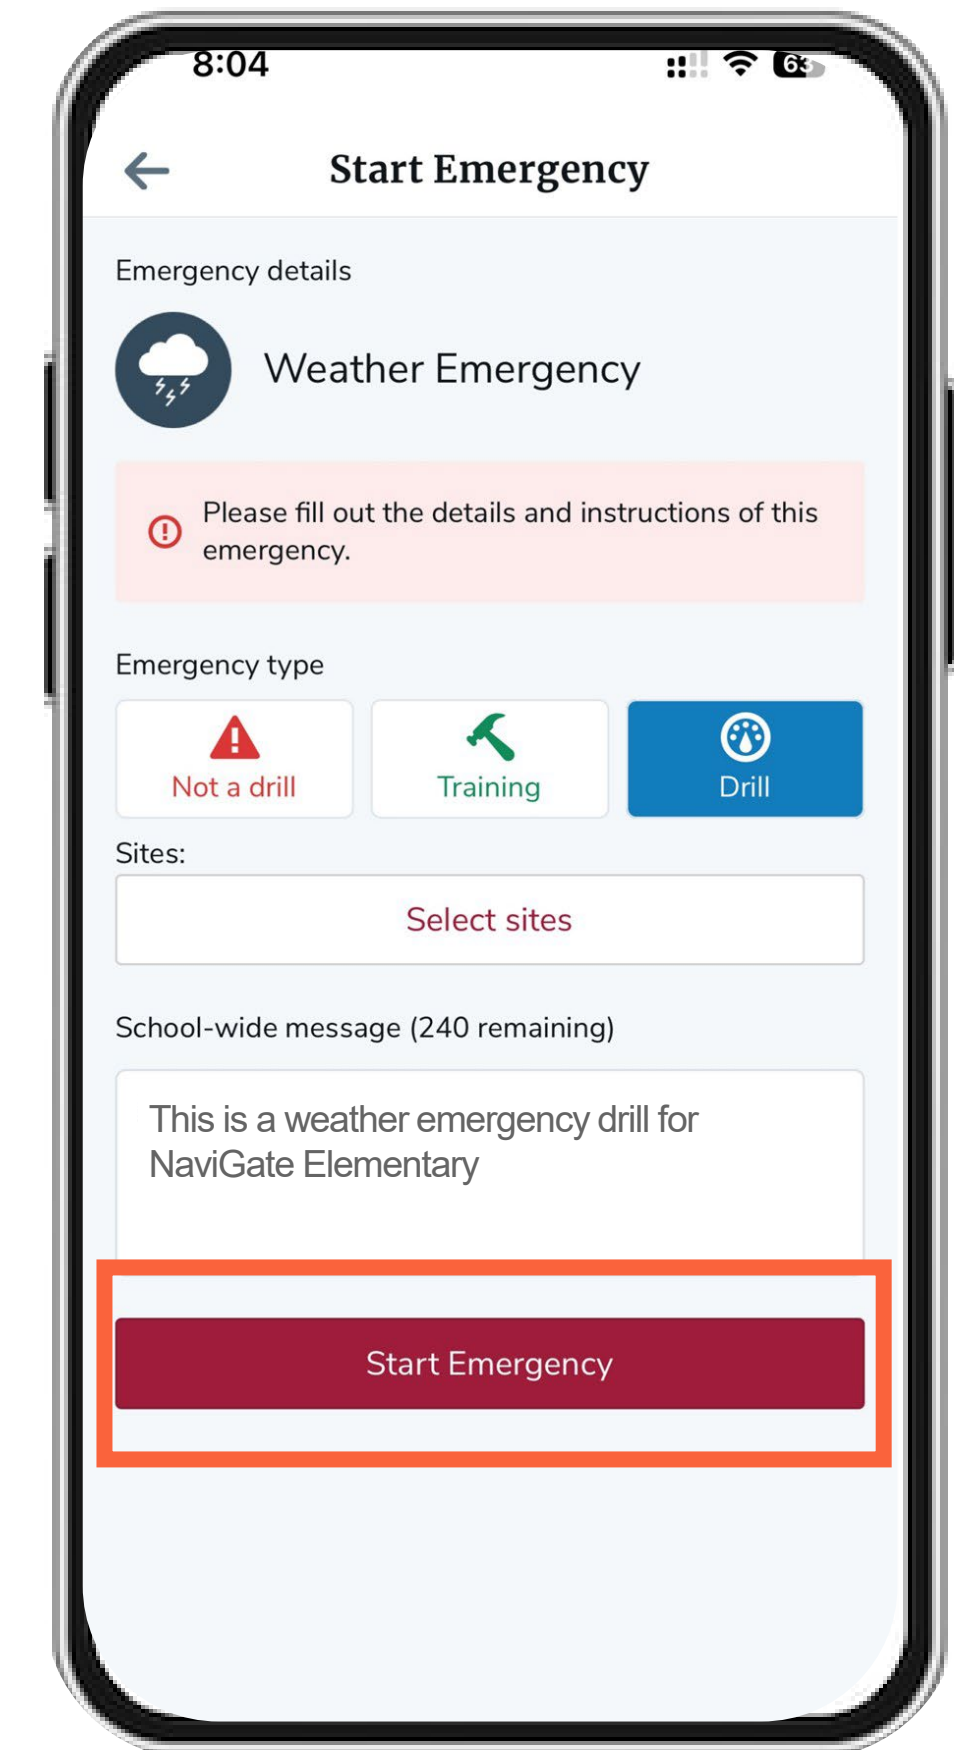 8:04
63
Start Emergency
Emergency details
Weather Emergency
Please fill out the details and instructions of this
emergency.
Emergency type
Not a drill
Training
Drill
Sites:
Select sites
School-wide message (240 remaining)
This is a weather emergency drill for
NaviGate Elementary
Start Emergency